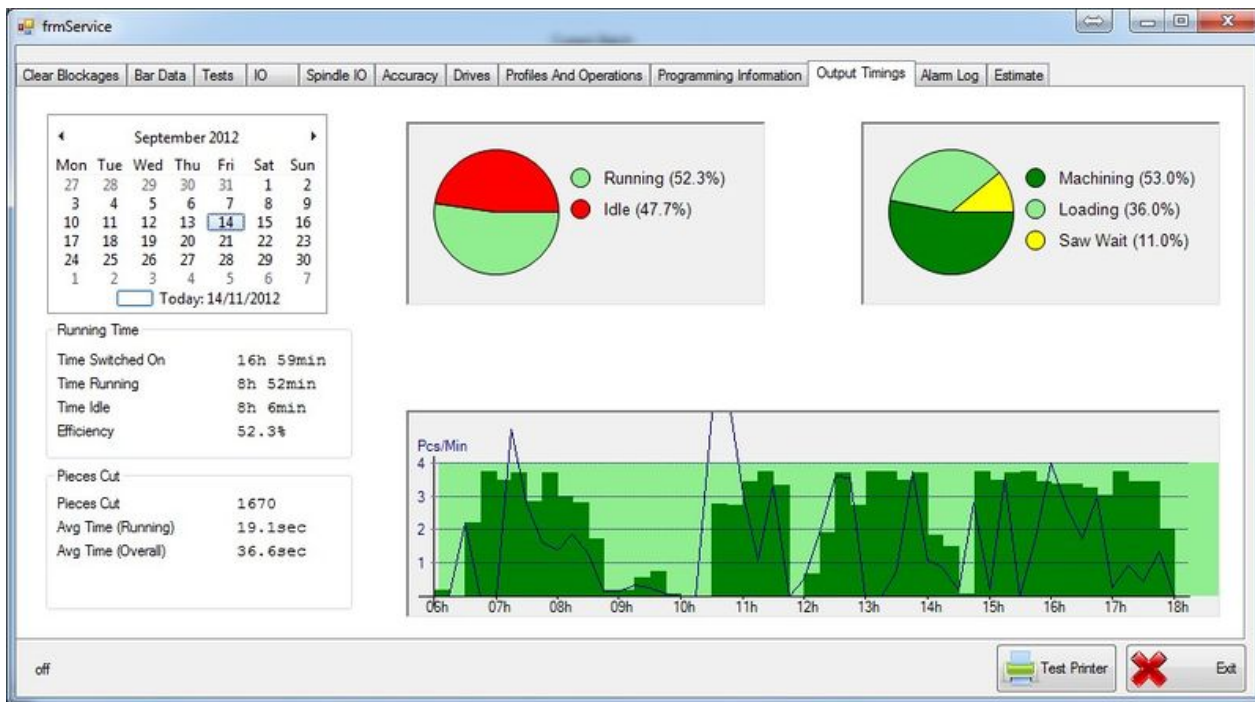 frmService
Clear Blockages Bar Data Tests IO Spindle IO Accuracy Drives Profiles And Operations Programming Information Output Timings Alarm Log Estimate
September 2012
Mon Tue Wed Thu Fri Sat Sun
27 28 29 30 31 1 2
3 4 5 6 7 8 9
10 11 12 13 14 15 16
17 18 19 20 21 22 23
24 25 26 27 28 29 30
1 2 3 4 5 6 7
Today: 14/11/2012
Running (52.3%)
Idle (47.7%)
Machining (53.0%)
Loading (36.0%)
Saw Wait (11.0%)
Running Time
Time Switched On 16h 59min
Time Running 8h 52min
Time Idle 8h 6min
Efficiency 52.3%
Pieces Cut
Pieces Cut 1670
Avg Time (Running) 19.1sec
Avg Time (Overall) 36.6sec
Pcs/Min
4
3
2
1
06h 07h 08h 09h 10h 11h 12h 13h 14h 15h 16h 17h 18h
off
Test Printer
Exit